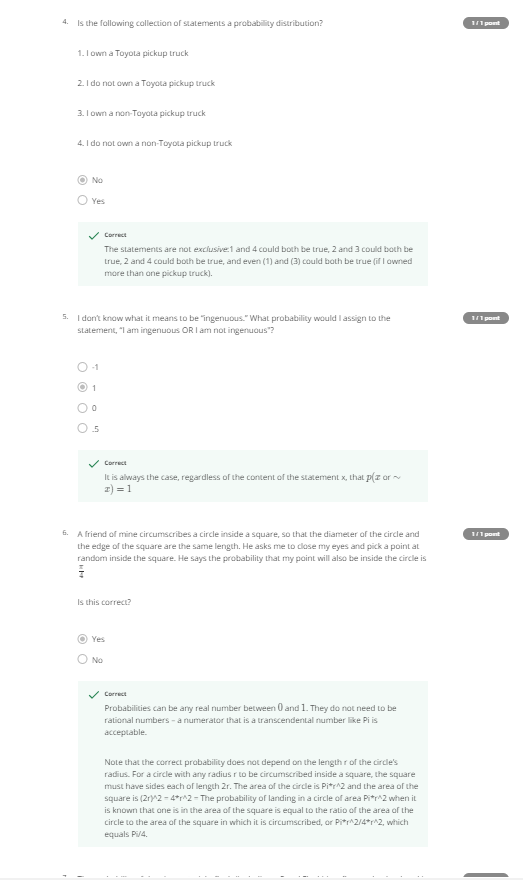 4. Is the following collection of statements a probability distribution?
1 / 1 point
1. I own a Toyota pickup truck
2. I do not own a Toyota pickup truck
3. I own a non-Toyota pickup truck
4. I do not own a non-Toyota pickup truck
No
Yes
Correct
The statements are not exclusive:1 and 4 could both be true, 2 and 3 could both be
true, 2 and 4 could both be true, and even (1) and (3) could both be true (if I owned
more than one pickup truck).
5. I don't know what it means to be "ingenuous." What probability would I assign to the
statement, "I am ingenuous OR I am not ingenuous"?
1 / 1 point
-1
1
0
.5
Correct
It is always the case, regardless of the content of the statement x, that p(x or ∼
x) = 1
6. A friend of mine circumscribes a circle inside a square, so that the diameter of the circle and
the edge of the square are the same length. He asks me to close my eyes and pick a point at
random inside the square. He says the probability that my point will also be inside the circle is
π/4
1 / 1 point
Is this correct?
Yes
No
Correct
Probabilities can be any real number between 0 and 1. They do not need to be
rational numbers – a numerator that is a transcendental number like Pi is
acceptable.
Note that the correct probability does not depend on the length r of the circle's
radius. For a circle with any radius r to be circumscribed inside a square, the square
must have sides each of length 2r. The area of the circle is Pi*r^2 and the area of the
square is (2r)^2 = 4*r^2 = The probability of landing in a circle of area Pi*r^2 when it
is known that one is in the area of the square is equal to the ratio of the area of the
circle to the area of the square in which it is circumscribed, or Pi*r^2/4*r^2, which
equals Pi/4.